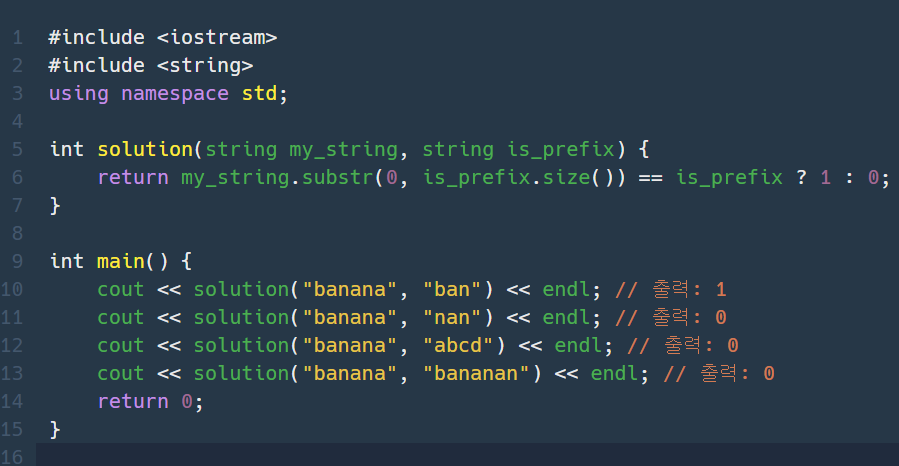 1 #include <iostream>
2 #include <string>
3 using namespace std;
4
5 int solution(string my_string, string is_prefix) {
6     return my_string.substr(0, is_prefix.size()) == is_prefix ? 1 : 0;
7 }
8
9 int main() {
10     cout << solution("banana", "ban") << endl; // 출력: 1
11     cout << solution("banana", "nan") << endl; // 출력: 0
12     cout << solution("banana", "abcd") << endl; // 출력: 0
13     cout << solution("banana", "bananan") << endl; // 출력: 0
14     return 0;
15 }
16